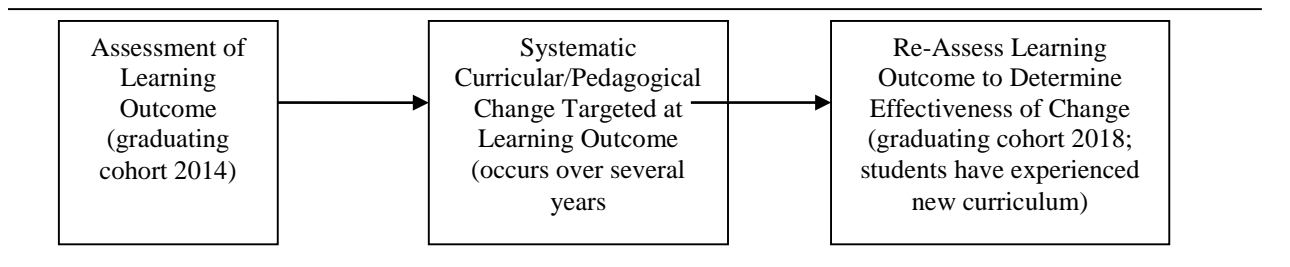 Assessment of
Learning
Outcome
(graduating
cohort 2014)
Systematic
Curricular/Pedagogical
Change Targeted at
Learning Outcome
(occurs over several
years
Re-Assess Learning
Outcome to Determine
Effectiveness of Change
(graduating cohort 2018;
students have experienced
new curriculum)